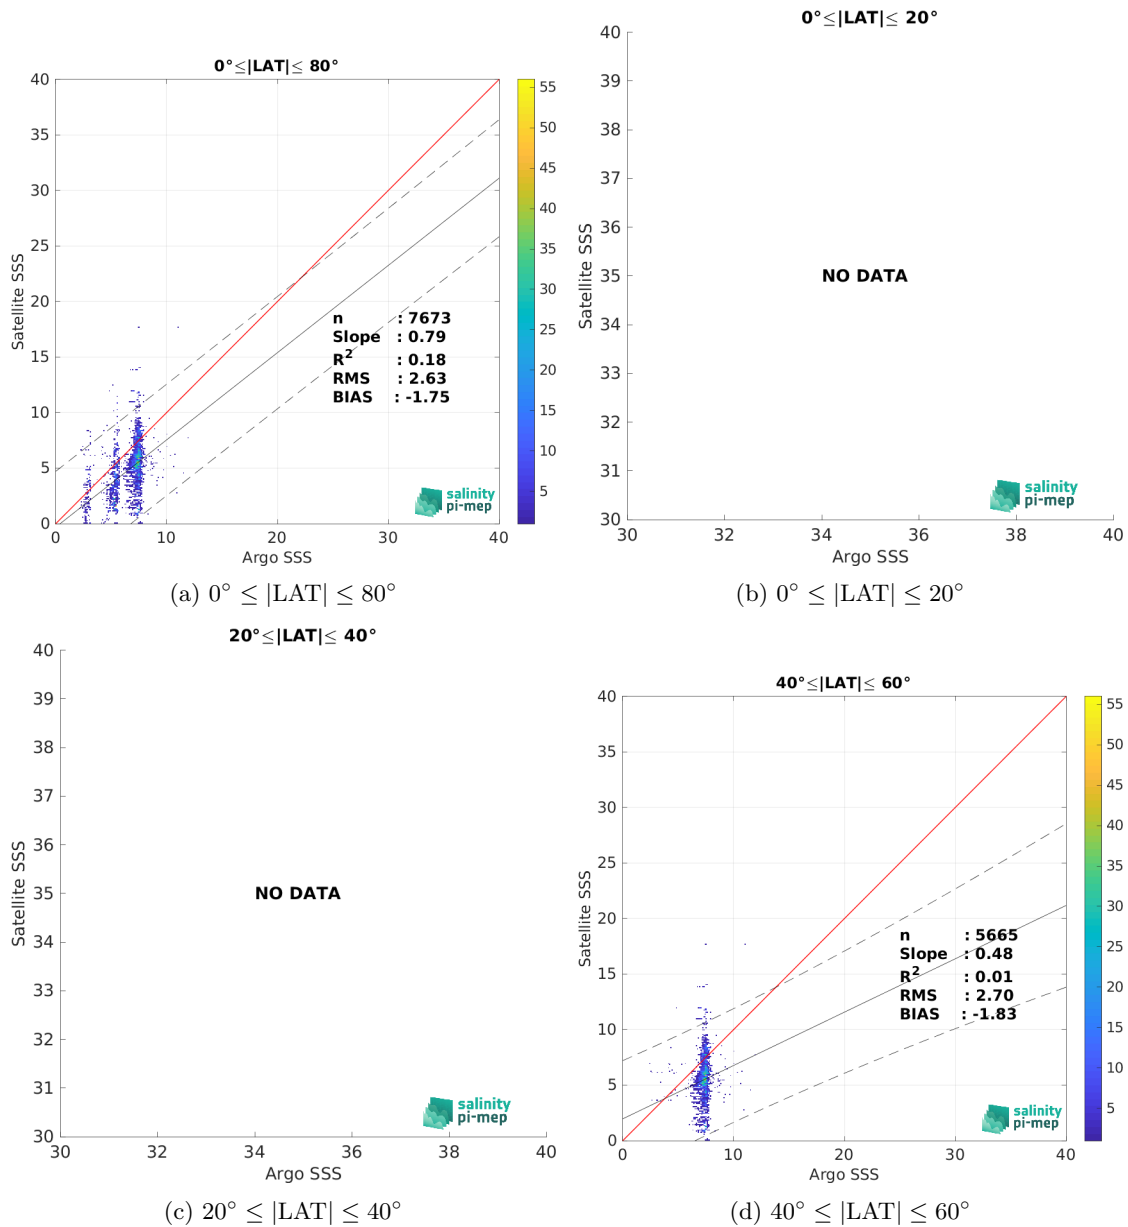 0°≤|LAT|≤ 80°
40
35
30
25
20
15
10
5
0
0
10
20
30
40
Satellite SSS
Argo SSS
n : 7673
Slope : 0.79
R² : 0.18
RMS : 2.63
BIAS : -1.75
salinity
pi-mep
55
50
45
40
35
30
25
20
15
10
5
(a) 0° ≤ |LAT| ≤ 80°
0°≤|LAT|≤ 20°
40
39
38
37
36
35
34
33
32
31
30
30
32
34
36
38
40
Satellite SSS
Argo SSS
NO DATA
salinity
pi-mep
(b) 0° ≤ |LAT| ≤ 20°
20°≤|LAT|≤ 40°
40
39
38
37
36
35
34
33
32
31
30
30
32
34
36
38
40
Satellite SSS
Argo SSS
NO DATA
salinity
pi-mep
(c) 20° ≤ |LAT| ≤ 40°
40°≤|LAT|≤ 60°
40
35
30
25
20
15
10
5
0
0
10
20
30
40
Satellite SSS
Argo SSS
n : 5665
Slope : 0.48
R² : 0.01
RMS : 2.70
BIAS : -1.83
salinity
pi-mep
55
50
45
40
35
30
25
20
15
10
5
(d) 40° ≤ |LAT| ≤ 60°